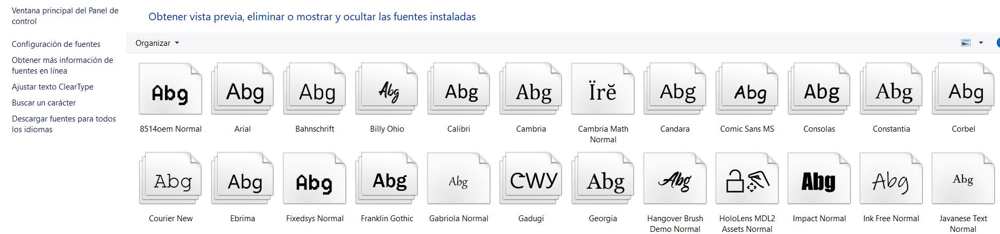 Ventana principal del Panel de
control
Configuración de fuentes
Obtener más información de
fuentes en línea
Ajustar texto ClearType
Buscar un carácter
Descargar fuentes para todos
los idiomas
Obtener vista previa, eliminar o mostrar y ocultar las fuentes instaladas
Organizar
Abg Abg Abg Abg Abg Abg Ïrĕ Abg Abg Abg Abg Abg
8514oem Normal Arial Bahnschrift Billy Ohio Calibri Cambria Cambria Math Candara Comic Sans MS Consolas Constantia Corbel
Normal
Abg Abg Abg Abg Abg ᏟᎳᎩ Abg Abg Abg Abg Abg
Courier New Ebrima Fixedsys Normal Franklin Gothic Gabriola Normal Gadugi Georgia Hangover Brush HoloLens MDL2 Impact Normal Ink Free Normal Javanese Text
Demo Normal Assets Normal Normal